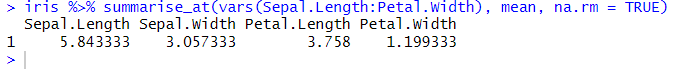 > iris %>% summarise_at(vars(Sepal.Length:Petal.Width), mean, na.rm = TRUE)
  Sepal.Length Sepal.Width Petal.Length Petal.Width
1     5.843333    3.057333        3.758    1.199333
>